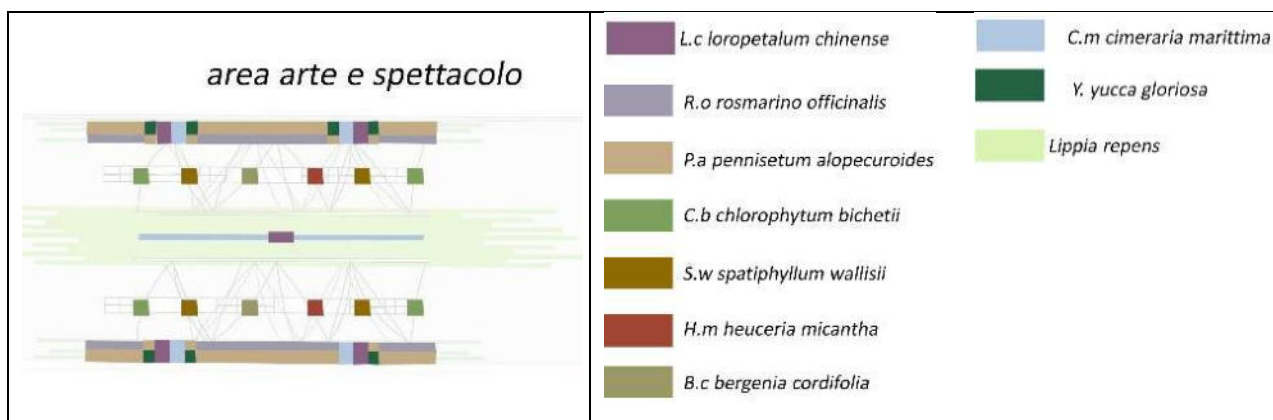 area arte e spettacolo
L.c loropetalum chinense
R.o rosmarino officinalis
P.a pennisetum alopecuroides
C.b chlorophytum bichetii
S.w spatiphyllum wallisii
H.m heuceria micantha
B.c bergenia cordifolia
C.m cimeraria marittima
Y. yucca gloriosa
Lippia repens